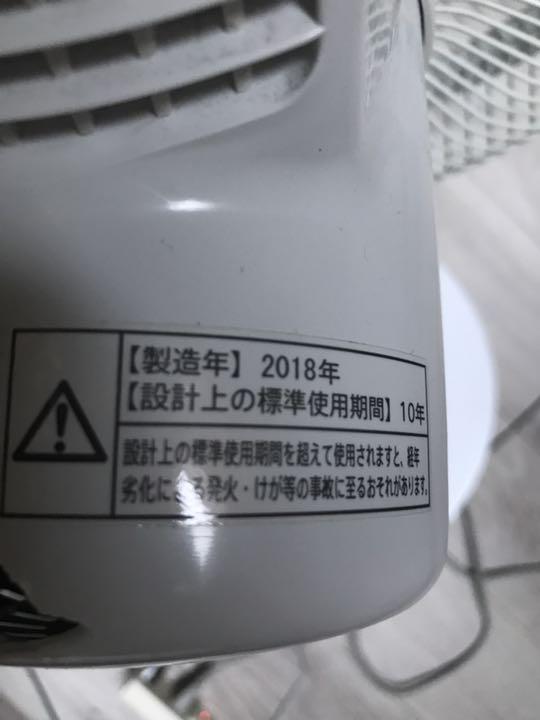 【製造年】 2018年
【設計上の標準使用期間】 10年
設計上の標準使用期間を超えて使用されますと、経年
劣化による発火・けが等の事故に至るおそれがあります。